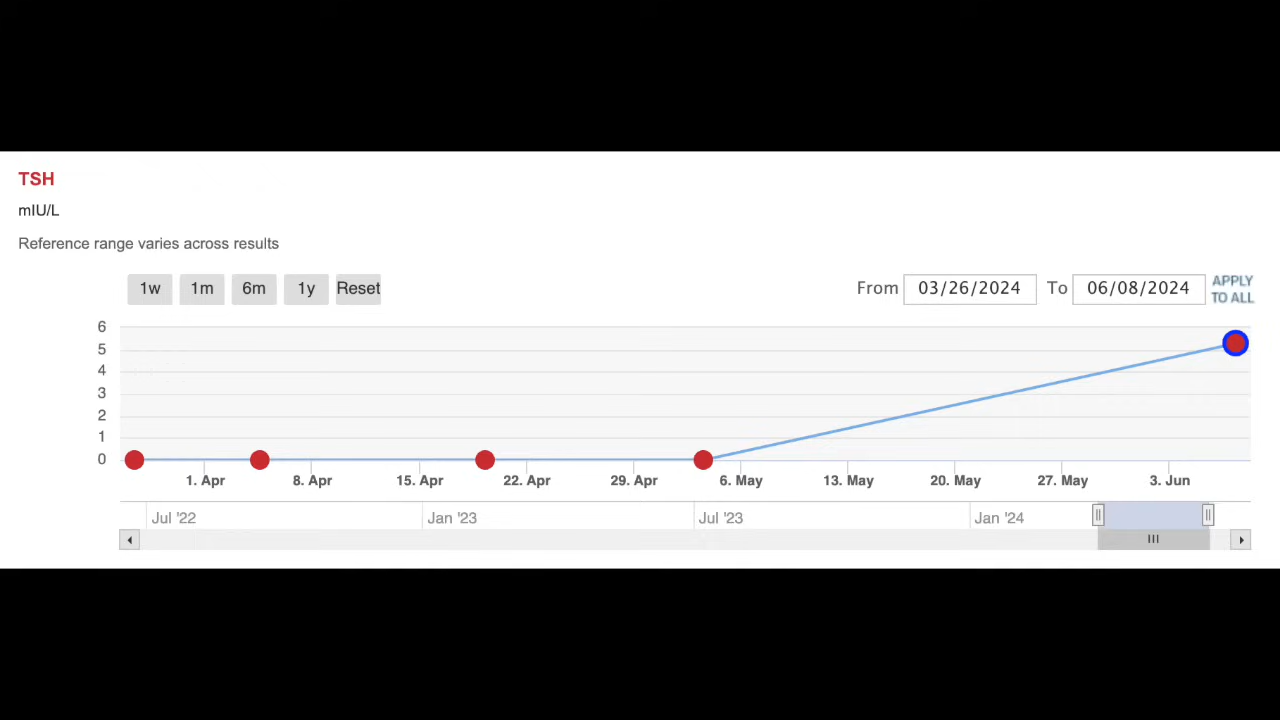 TSH
mIU/L
Reference range varies across results
1w 1m 6m 1y Reset From 03/26/2024 To 06/08/2024 APPLY TO ALL
6
5
4
3
2
1
0
1. Apr 8. Apr 15. Apr 22. Apr 29. Apr 6. May 13. May 20. May 27. May 3. Jun
Jul '22 Jan '23 Jul '23 Jan '24